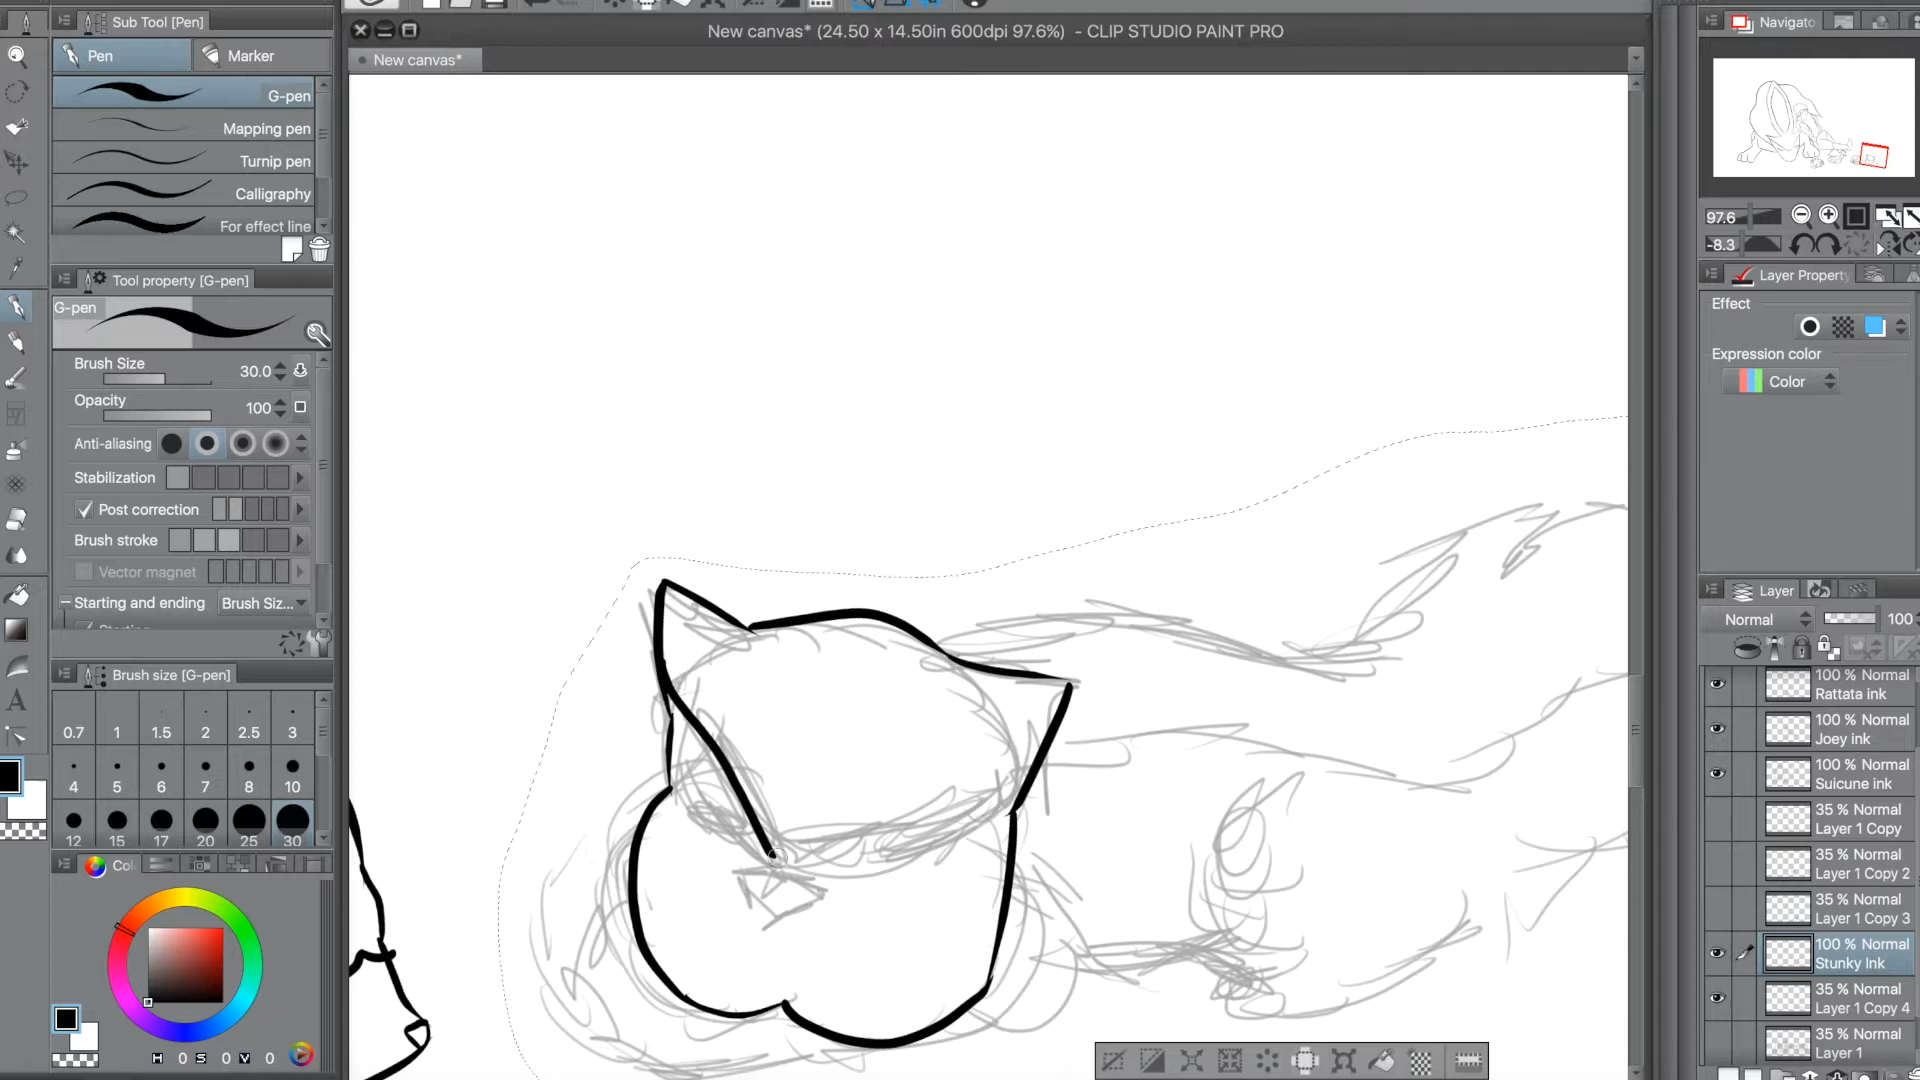 Sub Tool [Pen]
Pen
Marker
G-pen
Mapping pen
Turnip pen
Calligraphy
For effect line
Tool property [G-pen]
G-pen
Brush Size
30.0
Opacity
100
Anti-aliasing
Stabilization
Post correction
Brush stroke
Vector magnet
Starting and ending
Brush Siz...
Brush size [G-pen]
0.7 1 1.5 2 2.5 3
4 5 6 7 8 10
12 15 17 20 25 30
Co
H 0 S 0 V 0
New canvas* (24.50 x 14.50in 600dpi 97.6%) - CLIP STUDIO PAINT PRO
New canvas*
Navigato
97.6
-8.3
Layer Property
Effect
Expression color
Color
Layer
Normal
100
100 % Normal
Rattata ink
100 % Normal
Joey ink
100 % Normal
Suicune ink
35 % Normal
Layer 1 Copy
35 % Normal
Layer 1 Copy 2
35 % Normal
Layer 1 Copy 3
100 % Normal
Stunky Ink
35 % Normal
Layer 1 Copy 4
35 % Normal
Layer 1